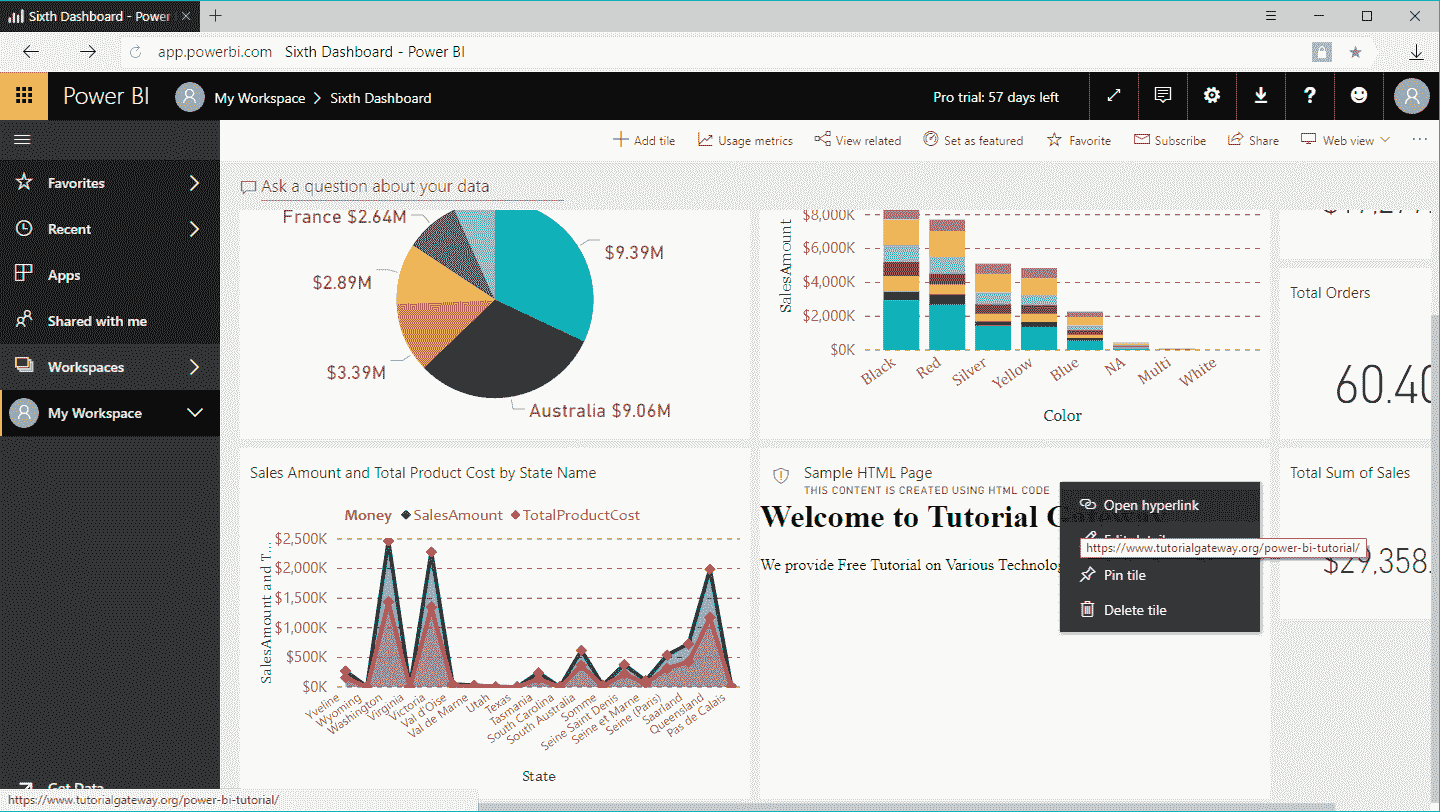 Sixth Dashboard - Power
app.powerbi.com Sixth Dashboard - Power BI
Power BI My Workspace > Sixth Dashboard Pro trial: 57 days left ?
Add tile Usage metrics View related Set as featured Favorite Subscribe Share Web view ...
Favorites
Recent
Apps
Shared with me
Workspaces
My Workspace
Get Data
Ask a question about your data
France $2.64M
$9.39M
$2.89M
$3.39M
Australia $9.06M
SalesAmount
$8,000K
$6,000K
$4,000K
$2,000K
$0K
Black Red Silver Yellow Blue NA Multi White
Color
Total Orders
60.40
Sales Amount and Total Product Cost by State Name
Money SalesAmount TotalProductCost
SalesAmount and T...
$2,500K
$2,000K
$1,500K
$1,000K
$500K
$0K
Yveline Wyoming Washington Virginia Victoria Val d'Oise Val de Marne Utah Texas Tasmania South Carolina South Australia Somme Seine Saint Denis Seine et Marne Seine (Paris) Saarland Queensland Pas de Calais
State
Sample HTML Page
THIS CONTENT IS CREATED USING HTML CODE
Welcome to Tutorial
We provide Free Tutorial on Various Technolog
Open hyperlink
https://www.tutorialgateway.org/power-bi-tutorial/
Pin tile
Delete tile
Total Sum of Sales
$29,358.
https://www.tutorialgateway.org/power-bi-tutorial/